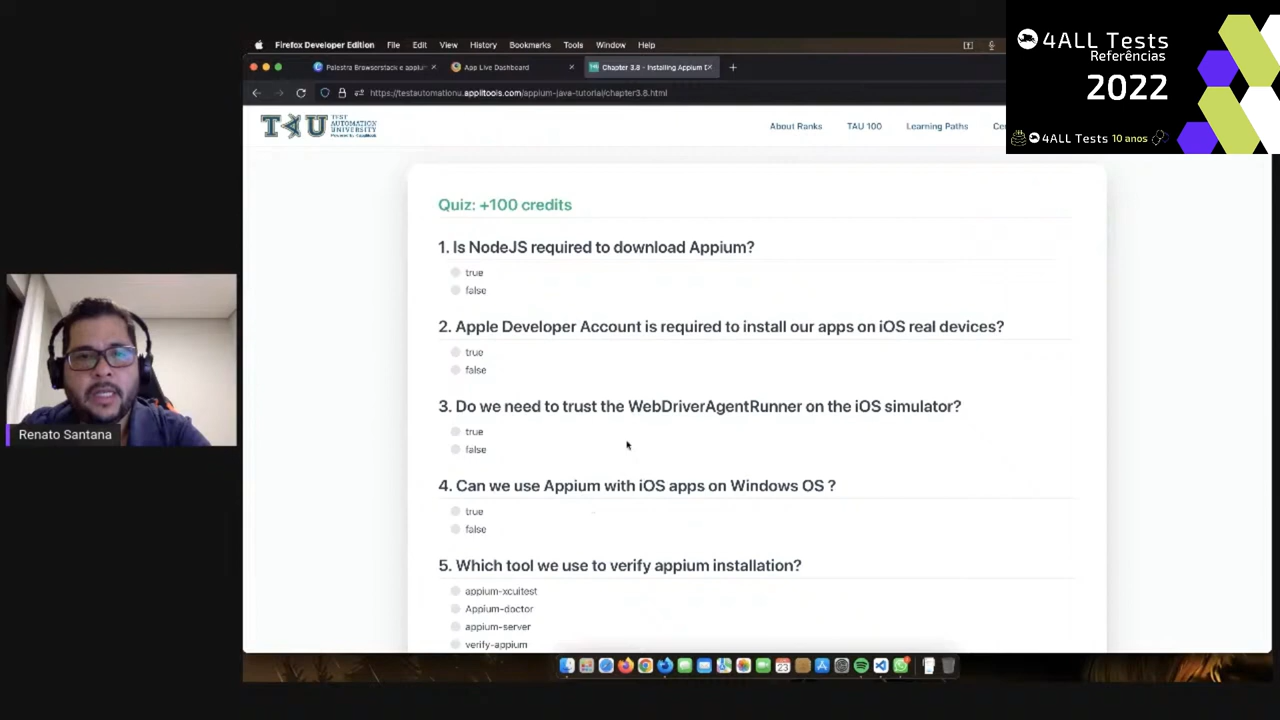 Firefox Developer Edition File Edit View History Bookmarks Tools Window Help
Palestra Browserstack e appium
App Live Dashboard
Chapter 3.8 - Installing Appium D
https://testautomationu.applitools.com/appium-java-tutorial/chapter3.8.html
4ALL Tests
Referências
2022
4ALL Tests 10 anos
TAU TEST AUTOMATION UNIVERSITY
About Ranks TAU 100 Learning Paths
Quiz: +100 credits
1. Is NodeJS required to download Appium?
true
false
2. Apple Developer Account is required to install our apps on iOS real devices?
true
false
3. Do we need to trust the WebDriverAgentRunner on the iOS simulator?
true
false
4. Can we use Appium with iOS apps on Windows OS ?
true
false
5. Which tool we use to verify appium installation?
appium-xcuitest
Appium-doctor
appium-server
verify-appium
Renato Santana
23